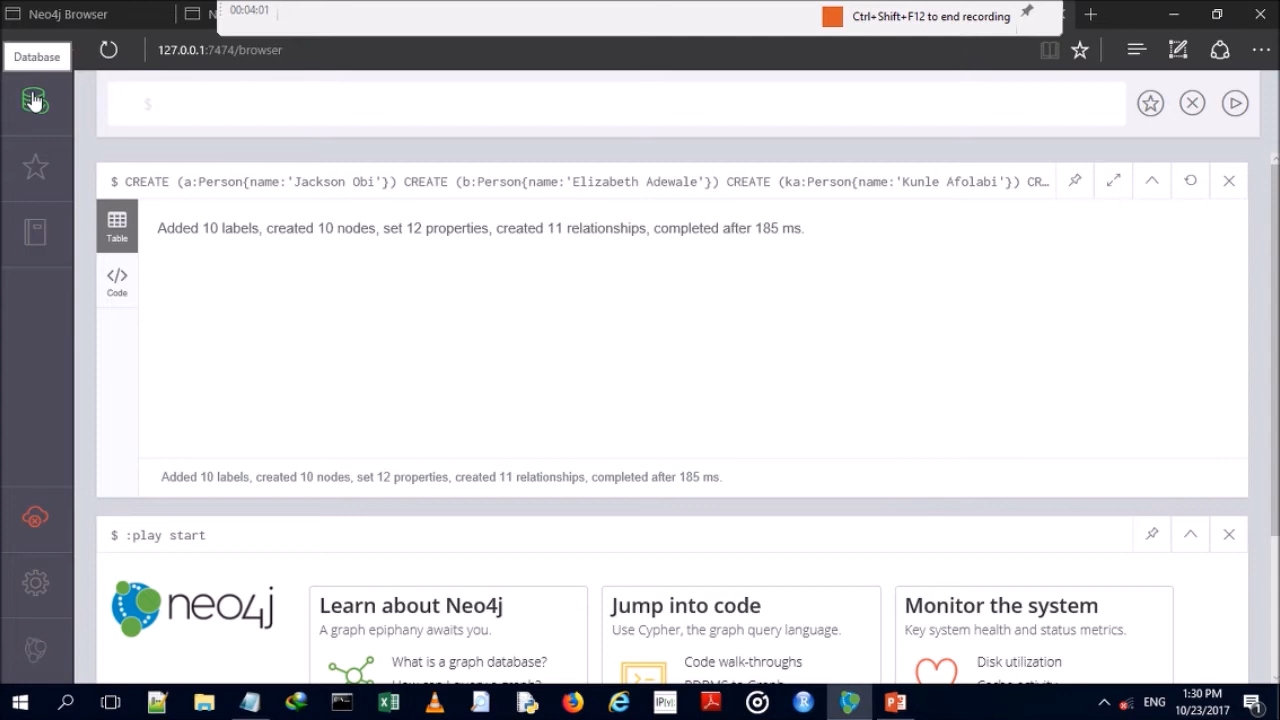 Neo4j Browser
N
00:04:01
Ctrl+Shift+F12 to end recording
Database
127.0.0.1:7474/browser
$
$ CREATE (a:Person{name:'Jackson Obi'}) CREATE (b:Person{name:'Elizabeth Adewale'}) CREATE (ka:Person{name:'Kunle Afolabi'}) CR…
Table
Added 10 labels, created 10 nodes, set 12 properties, created 11 relationships, completed after 185 ms.
Code
Added 10 labels, created 10 nodes, set 12 properties, created 11 relationships, completed after 185 ms.
$ :play start
neo4j
Learn about Neo4j
A graph epiphany awaits you.
What is a graph database?
Jump into code
Use Cypher, the graph query language.
Code walk-throughs
Monitor the system
Key system health and status metrics.
Disk utilization
IP[y]
R
ENG
1:30 PM
10/23/2017
1